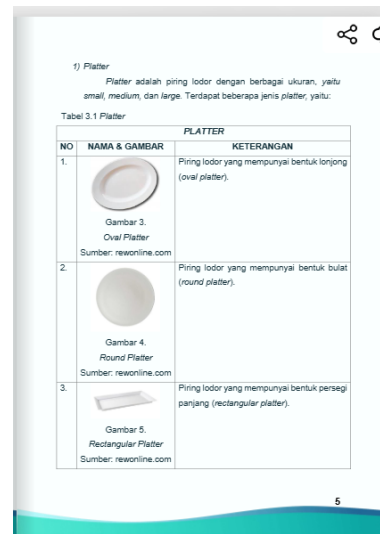 1) Platter
Platter adalah piring lodor dengan berbagai ukuran, yaitu
small, medium, dan large. Terdapat beberapa jenis platter, yaitu:
Tabel 3.1 Platter
PLATTER
NO NAMA & GAMBAR KETERANGAN
1. Piring lodor yang mempunyai bentuk lonjong
(oval platter).
Gambar 3.
Oval Platter
Sumber: rewonline.com
2. Piring lodor yang mempunyai bentuk bulat
(round platter).
Gambar 4.
Round Platter
Sumber: rewonline.com
3. Piring lodor yang mempunyai bentuk persegi
panjang (rectangular platter).
Gambar 5.
Rectangular Platter
Sumber: rewonline.com
5